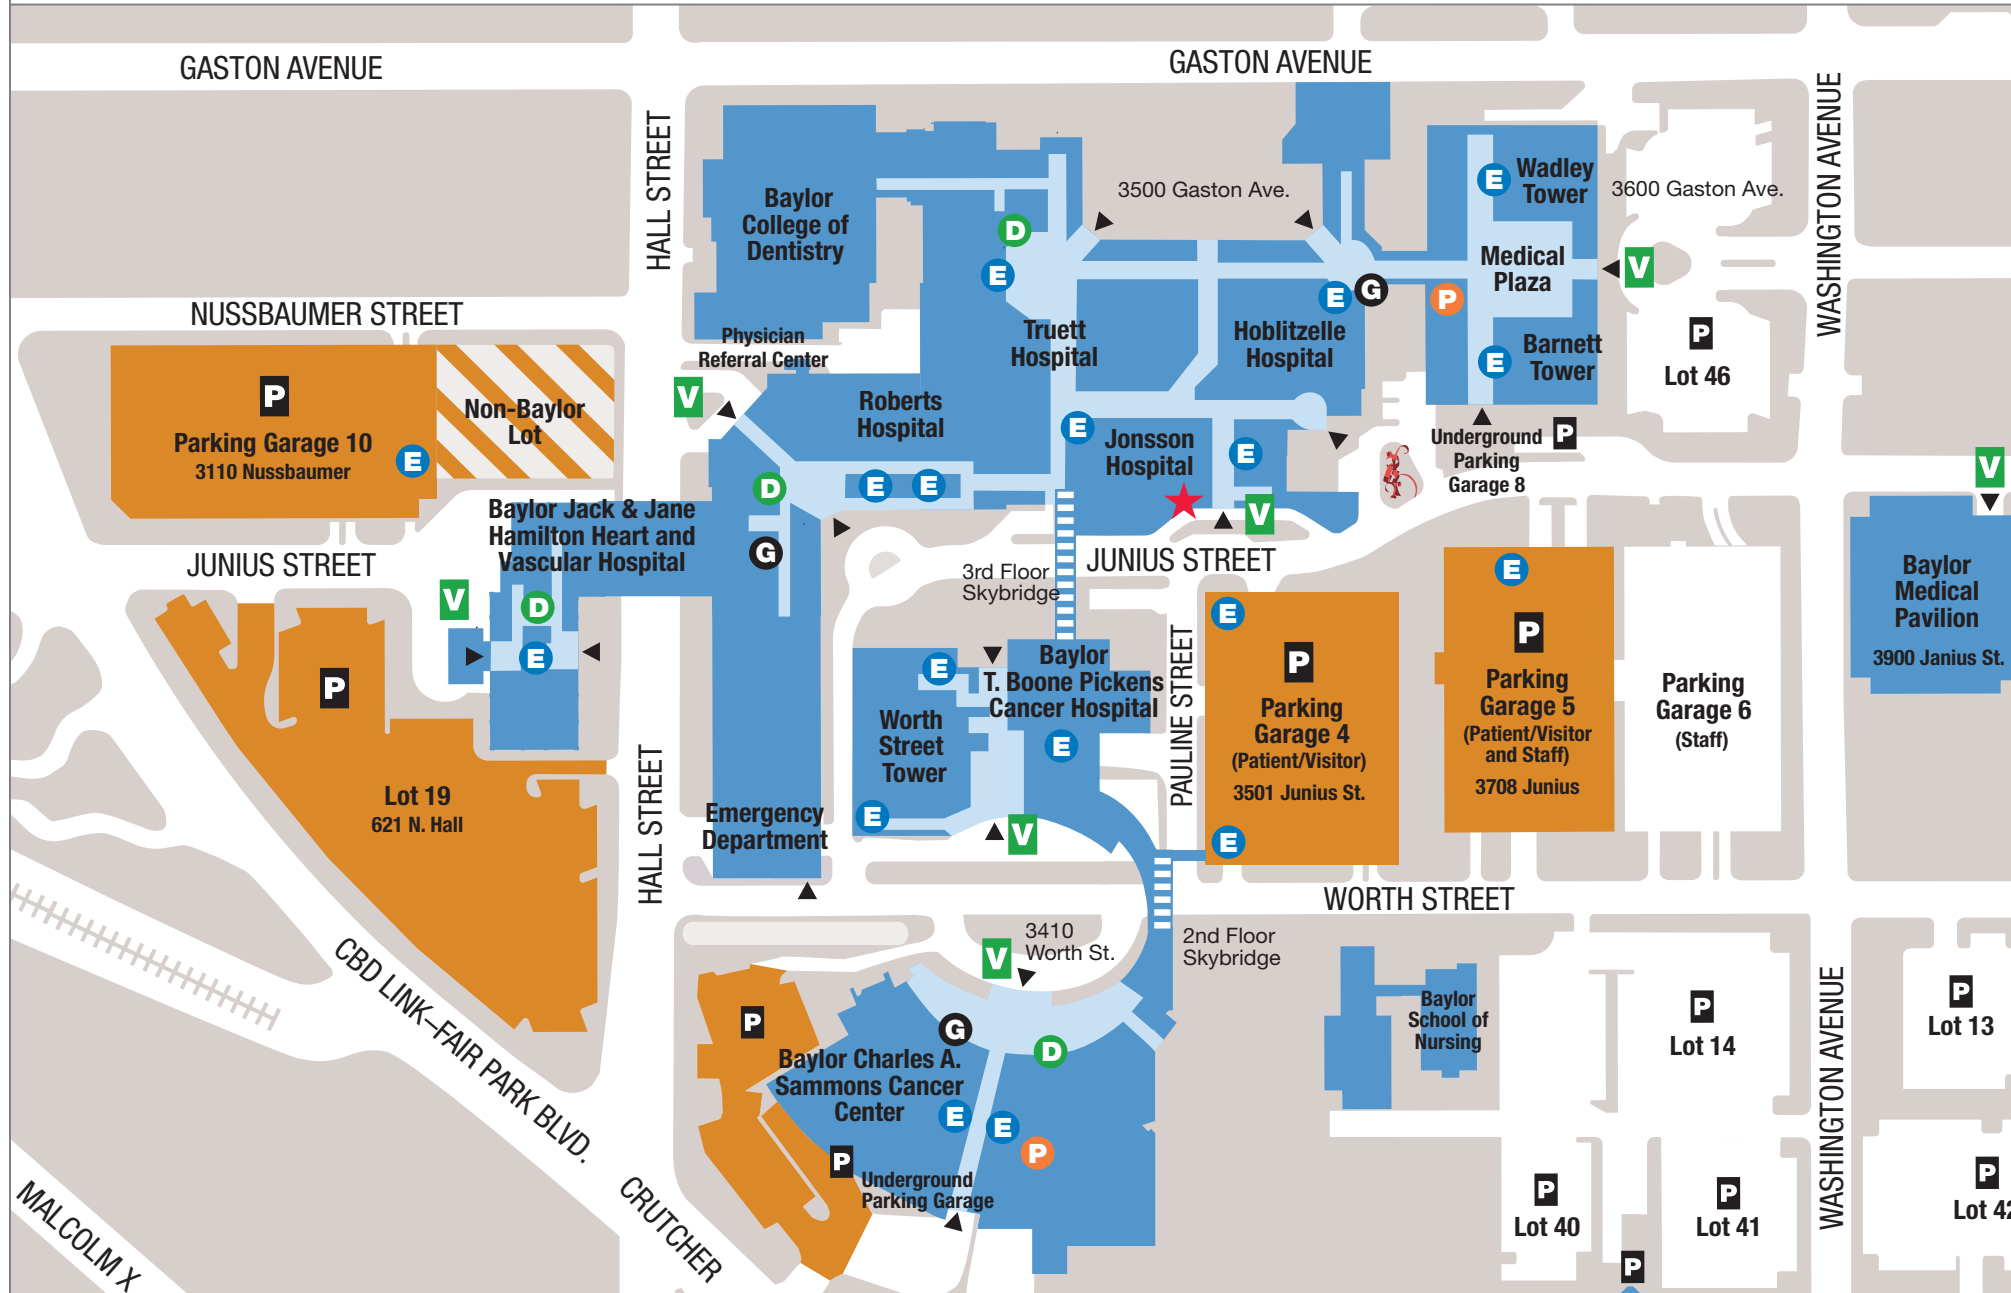 GASTON AVENUE
GASTON AVENUE
HALL STREET
WASHINGTON AVENUE
Baylor
College of
Dentistry
D
E
3500 Gaston Ave.
E
Wadley
Tower
3600 Gaston Ave.
Medical
Plaza
V
E
G
P
NUSSBAUMER STREET
Physician
Referral Center
Truett
Hospital
Hoblitzelle
Hospital
E
Barnett
Tower
P
Lot 46
P
Parking Garage 10
3110 Nussbaumer
E
Non-Baylor
Lot
V
Roberts
Hospital
E
Jonsson
Hospital
E
Underground
Parking
Garage 8
P
V
D
E
E
V
Baylor Jack & Jane
Hamilton Heart and
Vascular Hospital
G
JUNIUS STREET
JUNIUS STREET
3rd Floor
Skybridge
V
D
E
P
Lot 19
621 N. Hall
HALL STREET
Emergency
Department
E
Worth
Street
Tower
E
Baylor
T. Boone Pickens
Cancer Hospital
E
V
PAULINE STREET
E
P
Parking
Garage 4
(Patient/Visitor)
3501 Junius St.
E
E
P
Parking
Garage 5
(Patient/Visitor
and Staff)
3708 Junius
Parking
Garage 6
(Staff)
V
Baylor
Medical
Pavilion
3900 Janius St.
WORTH STREET
CBD LINK–FAIR PARK BLVD.
V
3410
Worth St.
2nd Floor
Skybridge
P
G
D
Baylor Charles A.
Sammons Cancer
Center
E
E
P
P
Underground
Parking Garage
Baylor
School of
Nursing
P
Lot 14
WASHINGTON AVENUE
P
Lot 13
P
Lot 40
P
Lot 41
P
Lot 42
P
MALCOLM X
CRUTCHER